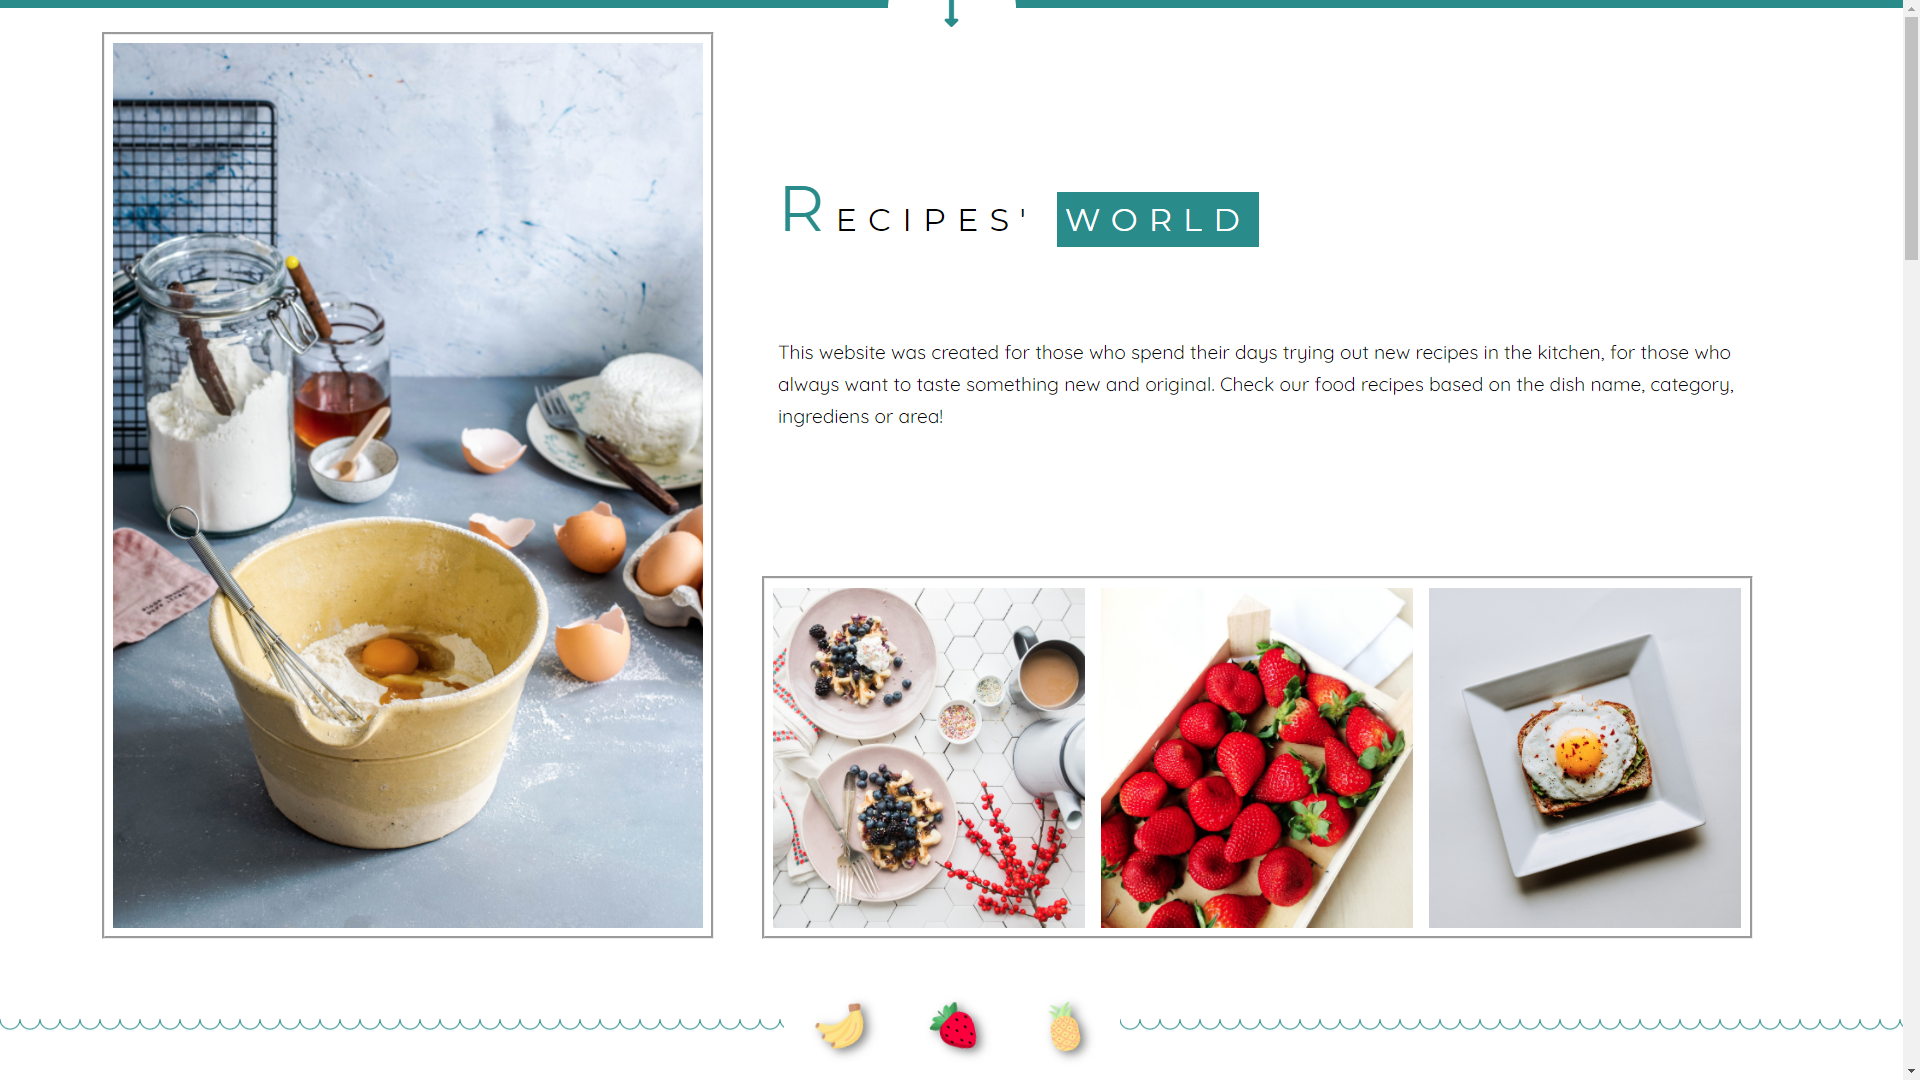 RECIPES' WORLD
This website was created for those who spend their days trying out new recipes in the kitchen, for those who
always want to taste something new and original. Check our food recipes based on the dish name, category,
ingrediens or area!